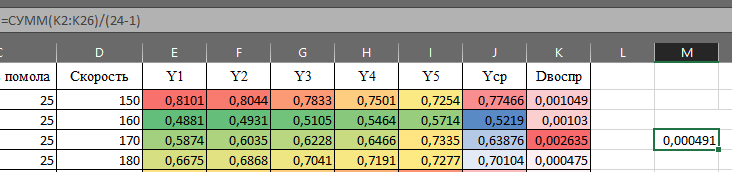 =СУММ(K2:K26)/(24-1)
C D E F G H I J K L M
помола Скорость Y1 Y2 Y3 Y4 Y5 Yср Dвоспр
25 150 0,8101 0,8044 0,7833 0,7501 0,7254 0,77466 0,001049
25 160 0,4881 0,4931 0,5105 0,5464 0,5714 0,5219 0,00103
25 170 0,5874 0,6035 0,6228 0,6466 0,7335 0,63876 0,002635 0,000491
25 180 0,6675 0,6868 0,7041 0,7191 0,7277 0,70104 0,000475